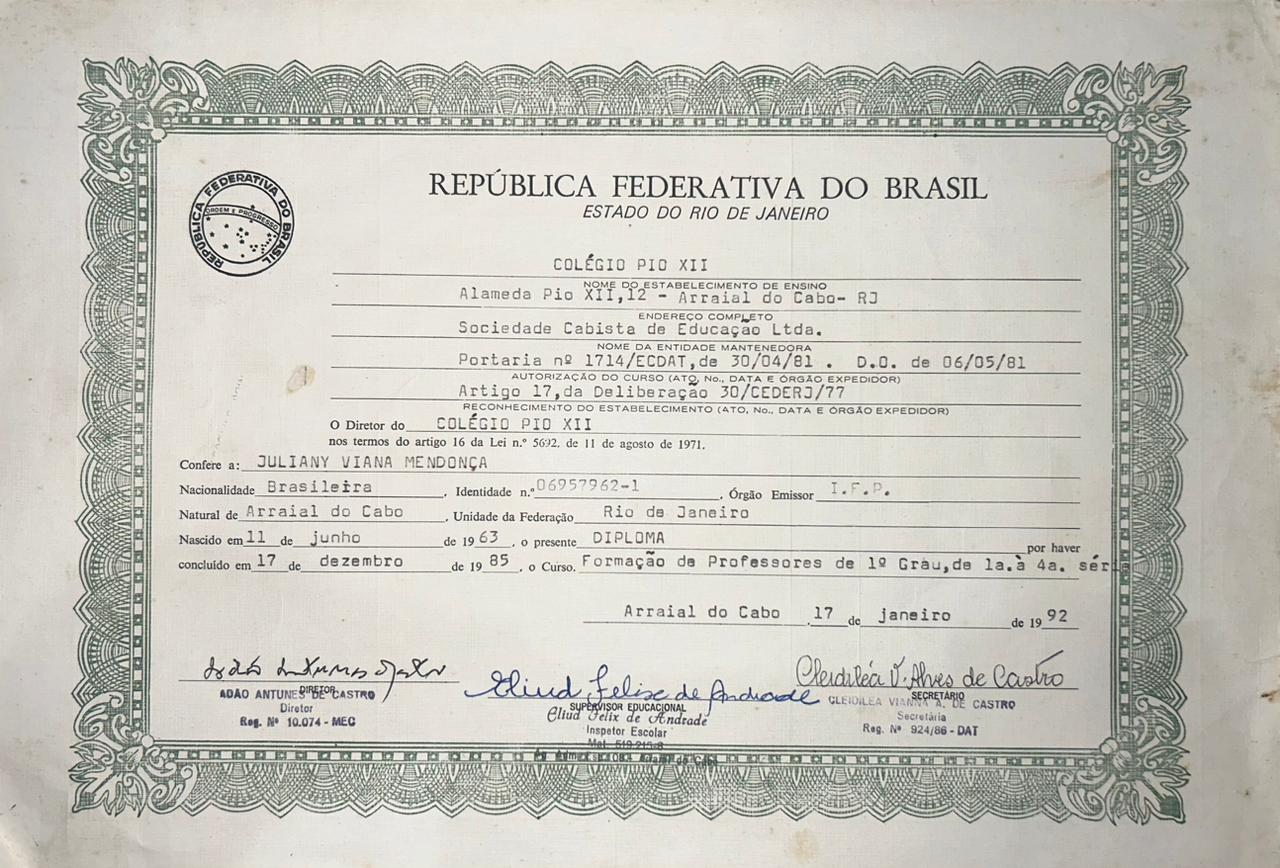 REPÚBLICA FEDERATIVA DO BRASIL
ORDEM E PROGRESSO
REPÚBLICA FEDERATIVA DO BRASIL
ESTADO DO RIO DE JANEIRO
COLÉGIO PIO XII
NOME DO ESTABELECIMENTO DE ENSINO
Alameda Pio XII,12 - Arraial do Cabo- RJ
ENDEREÇO COMPLETO
Sociedade Cabista de Educação Ltda.
NOME DA ENTIDADE MANTENEDORA
Portaria nº 1714/ECDAT,de 30/04/81 . D.O. de 06/05/81
AUTORIZAÇÃO DO CURSO (ATO, No., DATA E ÓRGÃO EXPEDIDOR)
Artigo 17,da Deliberação 30/CEDERJ/77
RECONHECIMENTO DO ESTABELECIMENTO (ATO, No., DATA E ÓRGÃO EXPEDIDOR)
O Diretor do COLÉGIO PIO XII
nos termos do artigo 16 da Lei n.º 5692, de 11 de agosto de 1971.
Confere a: JULIANY VIANA MENDONÇA
Nacionalidade Brasileira, Identidade n.º 06957962-1, Órgão Emissor I.F.P.
Natural de Arraial do Cabo, Unidade da Federação Rio de Janeiro
Nascido em 11 de junho de 1963, o presente DIPLOMA por haver
concluído em 17 de dezembro de 1985, o Curso. Formação de Professores de 1º Grau,de 1a.à 4a. série
Arraial do Cabo, 17 de janeiro de 1992
Eliud Felix de Andrade
Cleidiléa V. Alves de Castro
DIRETOR
ADÃO ANTUNES DE CASTRO
Diretor
Reg. Nº 10.074 - MEC
SUPERVISOR EDUCACIONAL
Eliud Felix de Andrade
Inspetor Escolar
SECRETÁRIO
CLEIDILEA VIANNA A. DE CASTRO
Secretária
Reg. Nº 924/86 - DAT